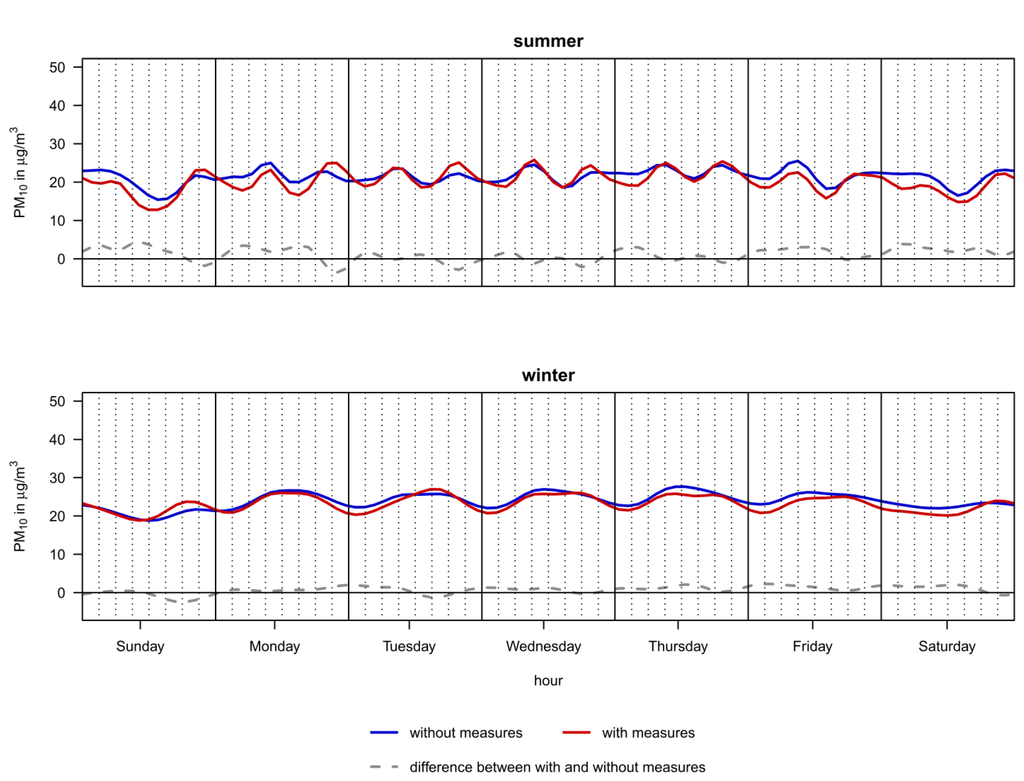 summer
50
40
30
20
10
0
PM10 in µg/m3
winter
50
40
30
20
10
0
PM10 in µg/m3
Sunday Monday Tuesday Wednesday Thursday Friday Saturday
hour
without measures with measures
difference between with and without measures